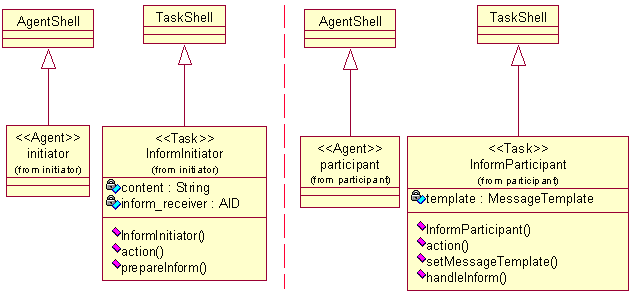 AgentShell
TaskShell
<<Agent>>
initiator
(from initiator)
<<Task>>
InformInitiator
(from initiator)
content : String
inform_receiver : AID
InformInitiator()
action()
prepareInform()
AgentShell
TaskShell
<<Agent>>
participant
(from participant)
<<Task>>
InformParticipant
(from participant)
template : MessageTemplate
InformParticipant()
action()
setMessageTemplate()
handleInform()